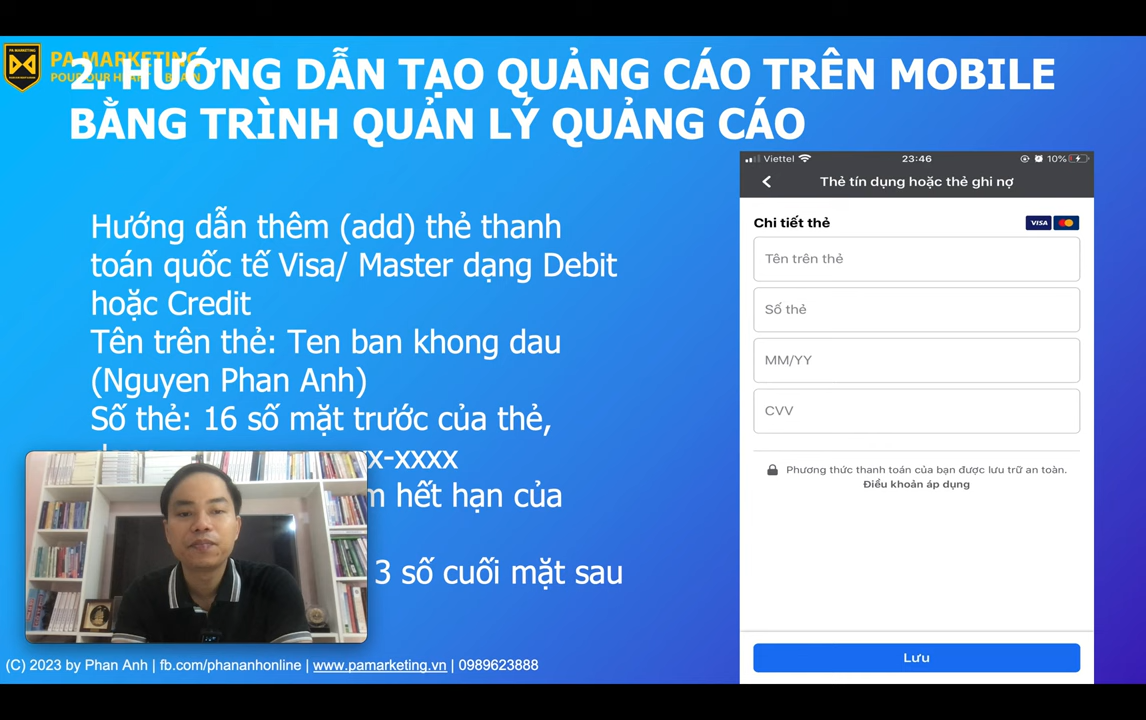 PA MARKETING
2. HƯỚNG DẪN TẠO QUẢNG CÁO TRÊN MOBILE
BẰNG TRÌNH QUẢN LÝ QUẢNG CÁO
Hướng dẫn thêm (add) thẻ thanh
toán quốc tế Visa/ Master dạng Debit
hoặc Credit
Tên trên thẻ: Ten ban khong dau
(Nguyen Phan Anh)
Số thẻ: 16 số mặt trước của thẻ,
xx-xxxx
hết hạn của
3 số cuối mặt sau
Viettel
23:46
10%
Thẻ tín dụng hoặc thẻ ghi nợ
Chi tiết thẻ
VISA
Tên trên thẻ
Số thẻ
MM/YY
CVV
Phương thức thanh toán của bạn được lưu trữ an toàn.
Điều khoản áp dụng
Lưu
(C) 2023 by Phan Anh | fb.com/phananhonline | www.pamarketing.vn | 0989623888